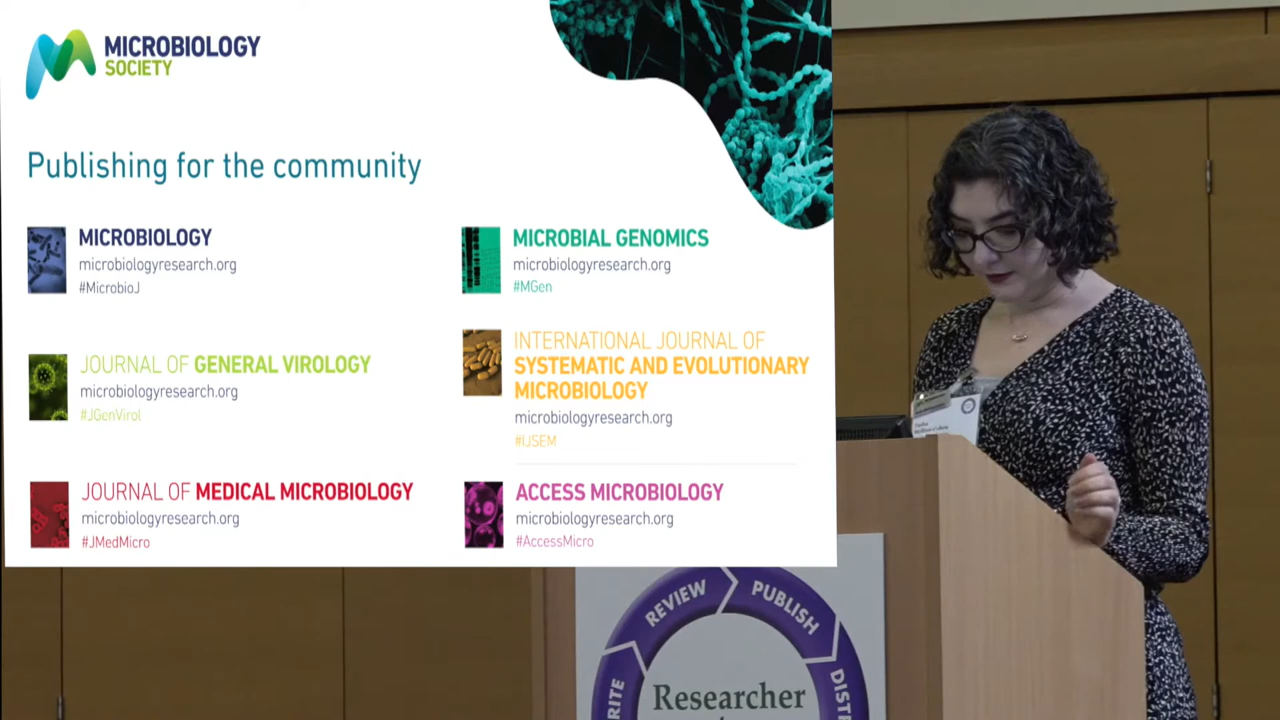 MICROBIOLOGY
SOCIETY
Publishing for the community
MICROBIOLOGY
microbiologyresearch.org
#MicrobioJ
JOURNAL OF GENERAL VIROLOGY
microbiologyresearch.org
#JGenVirol
JOURNAL OF MEDICAL MICROBIOLOGY
microbiologyresearch.org
#JMedMicro
MICROBIAL GENOMICS
microbiologyresearch.org
#MGen
INTERNATIONAL JOURNAL OF
SYSTEMATIC AND EVOLUTIONARY
MICROBIOLOGY
microbiologyresearch.org
#IJSEM
ACCESS MICROBIOLOGY
microbiologyresearch.org
#AccessMicro
REVIEW
PUBLISH
Researcher